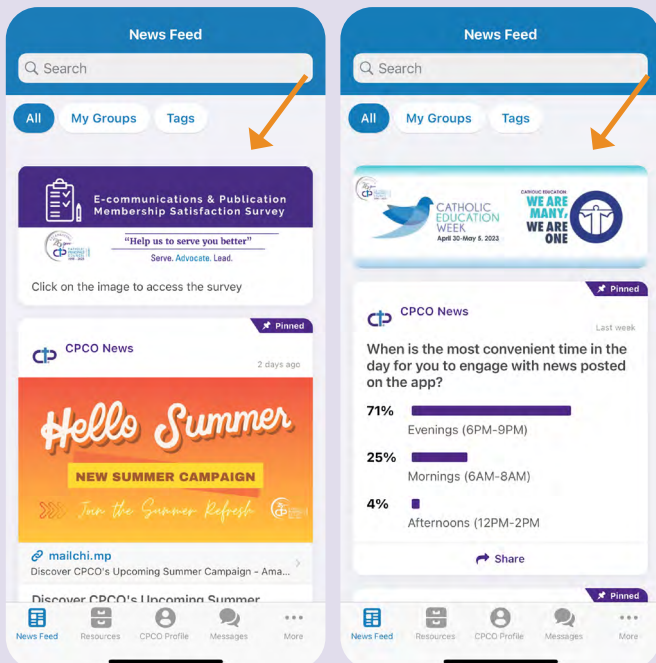 News Feed
Search
All
My Groups
Tags
E-communications & Publication
Membership Satisfaction Survey
"Help us to serve you better"
Serve. Advocate. Lead.
Click on the image to access the survey
Pinned
CPCO News
2 days ago
Hello Summer
NEW SUMMER CAMPAIGN
Join the Summer Refresh
mailchi.mp
Discover CPCO's Upcoming Summer Campaign - Ama...
Discover CPCO's Upcoming Summer
News Feed
Resources
CPCO Profile
Messages
More
News Feed
Search
All
My Groups
Tags
CATHOLIC
EDUCATION
WEEK
April 30-May 5, 2023
CATHOLIC EDUCATION
WE ARE
MANY,
WE ARE
ONE
Pinned
CPCO News
Last week
When is the most convenient time in the
day for you to engage with news posted
on the app?
71%
Evenings (6PM-9PM)
25%
Mornings (6AM-8AM)
4%
Afternoons (12PM-2PM
Share
Pinned
News Feed
Resources
CPCO Profile
Messages
More